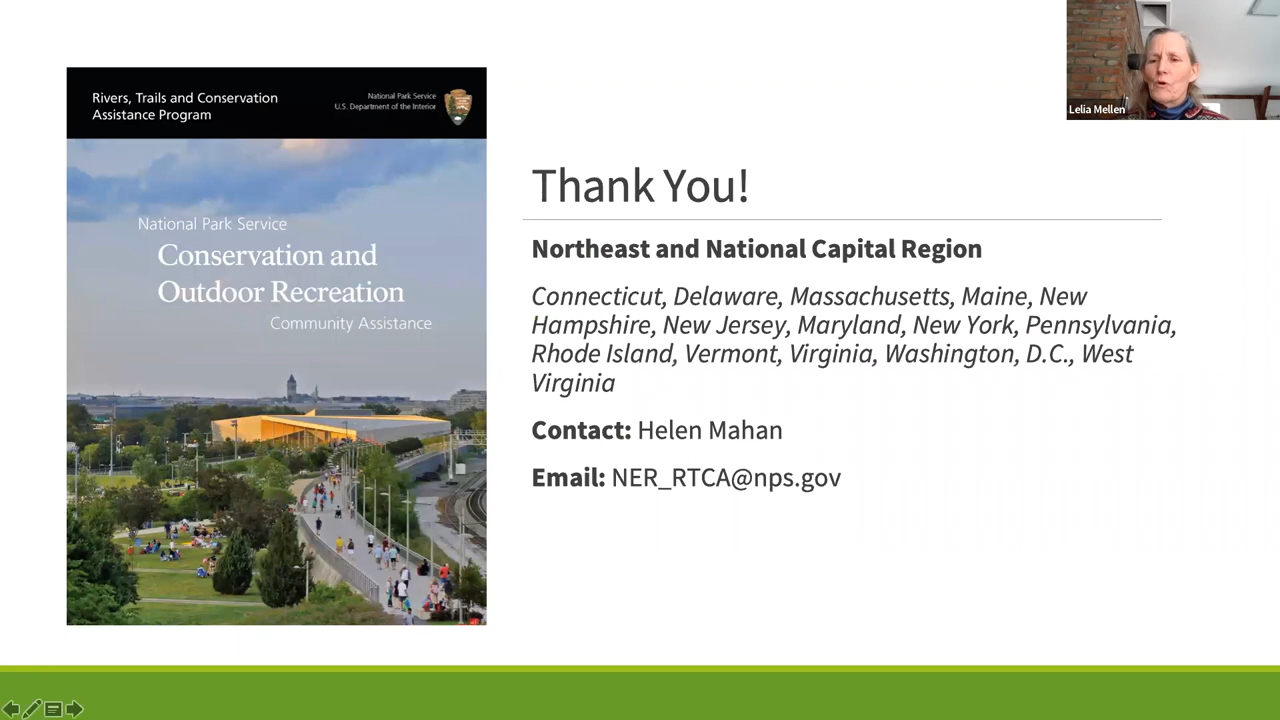 Rivers, Trails and Conservation
Assistance Program
National Park Service
U.S. Department of the Interior
National Park Service
Conservation and
Outdoor Recreation
Community Assistance
Lelia Mellen
Thank You!
Northeast and National Capital Region
Connecticut, Delaware, Massachusetts, Maine, New
Hampshire, New Jersey, Maryland, New York, Pennsylvania,
Rhode Island, Vermont, Virginia, Washington, D.C., West
Virginia
Contact: Helen Mahan
Email: NER_RTCA@nps.gov